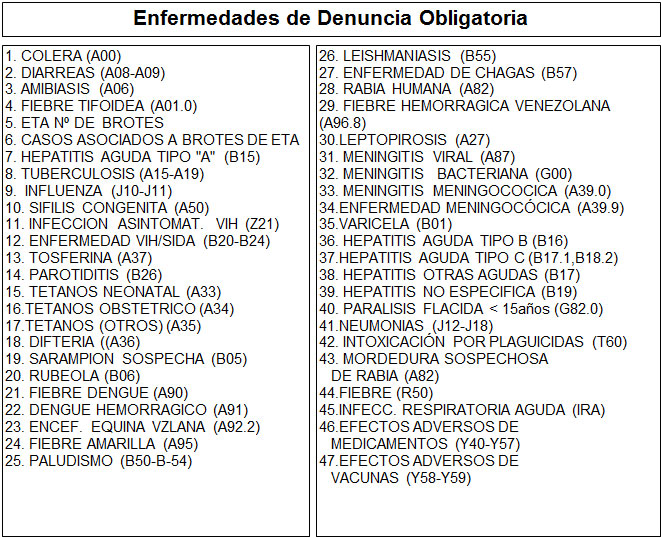 Enfermedades de Denuncia Obligatoria
1. COLERA (A00)
2. DIARREAS (A08-A09)
3. AMIBIASIS (A06)
4. FIEBRE TIFOIDEA (A01.0)
5. ETA Nº DE BROTES
6. CASOS ASOCIADOS A BROTES DE ETA
7. HEPATITIS AGUDA TIPO "A" (B15)
8. TUBERCULOSIS (A15-A19)
9. INFLUENZA (J10-J11)
10. SIFILIS CONGENITA (A50)
11. INFECCION ASINTOMAT. VIH (Z21)
12. ENFERMEDAD VIH/SIDA (B20-B24)
13. TOSFERINA (A37)
14. PAROTIDITIS (B26)
15. TETANOS NEONATAL (A33)
16.TETANOS OBSTETRICO (A34)
17.TETANOS (OTROS) (A35)
18. DIFTERIA ((A36)
19. SARAMPION SOSPECHA (B05)
20. RUBEOLA (B06)
21. FIEBRE DENGUE (A90)
22. DENGUE HEMORRAGICO (A91)
23. ENCEF. EQUINA VZLANA (A92.2)
24. FIEBRE AMARILLA (A95)
25. PALUDISMO (B50-B-54)
26. LEISHMANIASIS (B55)
27. ENFERMEDAD DE CHAGAS (B57)
28. RABIA HUMANA (A82)
29. FIEBRE HEMORRAGICA VENEZOLANA
(A96.8)
30.LEPTOPIROSIS (A27)
31. MENINGITIS VIRAL (A87)
32. MENINGITIS BACTERIANA (G00)
33. MENINGITIS MENINGOCOCICA (A39.0)
34.ENFERMEDAD MENINGOCÓCICA (A39.9)
35.VARICELA (B01)
36. HEPATITIS AGUDA TIPO B (B16)
37.HEPATITIS AGUDA TIPO C (B17.1,B18.2)
38. HEPATITIS OTRAS AGUDAS (B17)
39. HEPATITIS NO ESPECIFICA (B19)
40. PARALISIS FLACIDA < 15años (G82.0)
41.NEUMONIAS (J12-J18)
42. INTOXICACIÓN POR PLAGUICIDAS (T60)
43. MORDEDURA SOSPECHOSA
DE RABIA (A82)
44.FIEBRE (R50)
45.INFECC. RESPIRATORIA AGUDA (IRA)
46.EFECTOS ADVERSOS DE
MEDICAMENTOS (Y40-Y57)
47.EFECTOS ADVERSOS DE
VACUNAS (Y58-Y59)